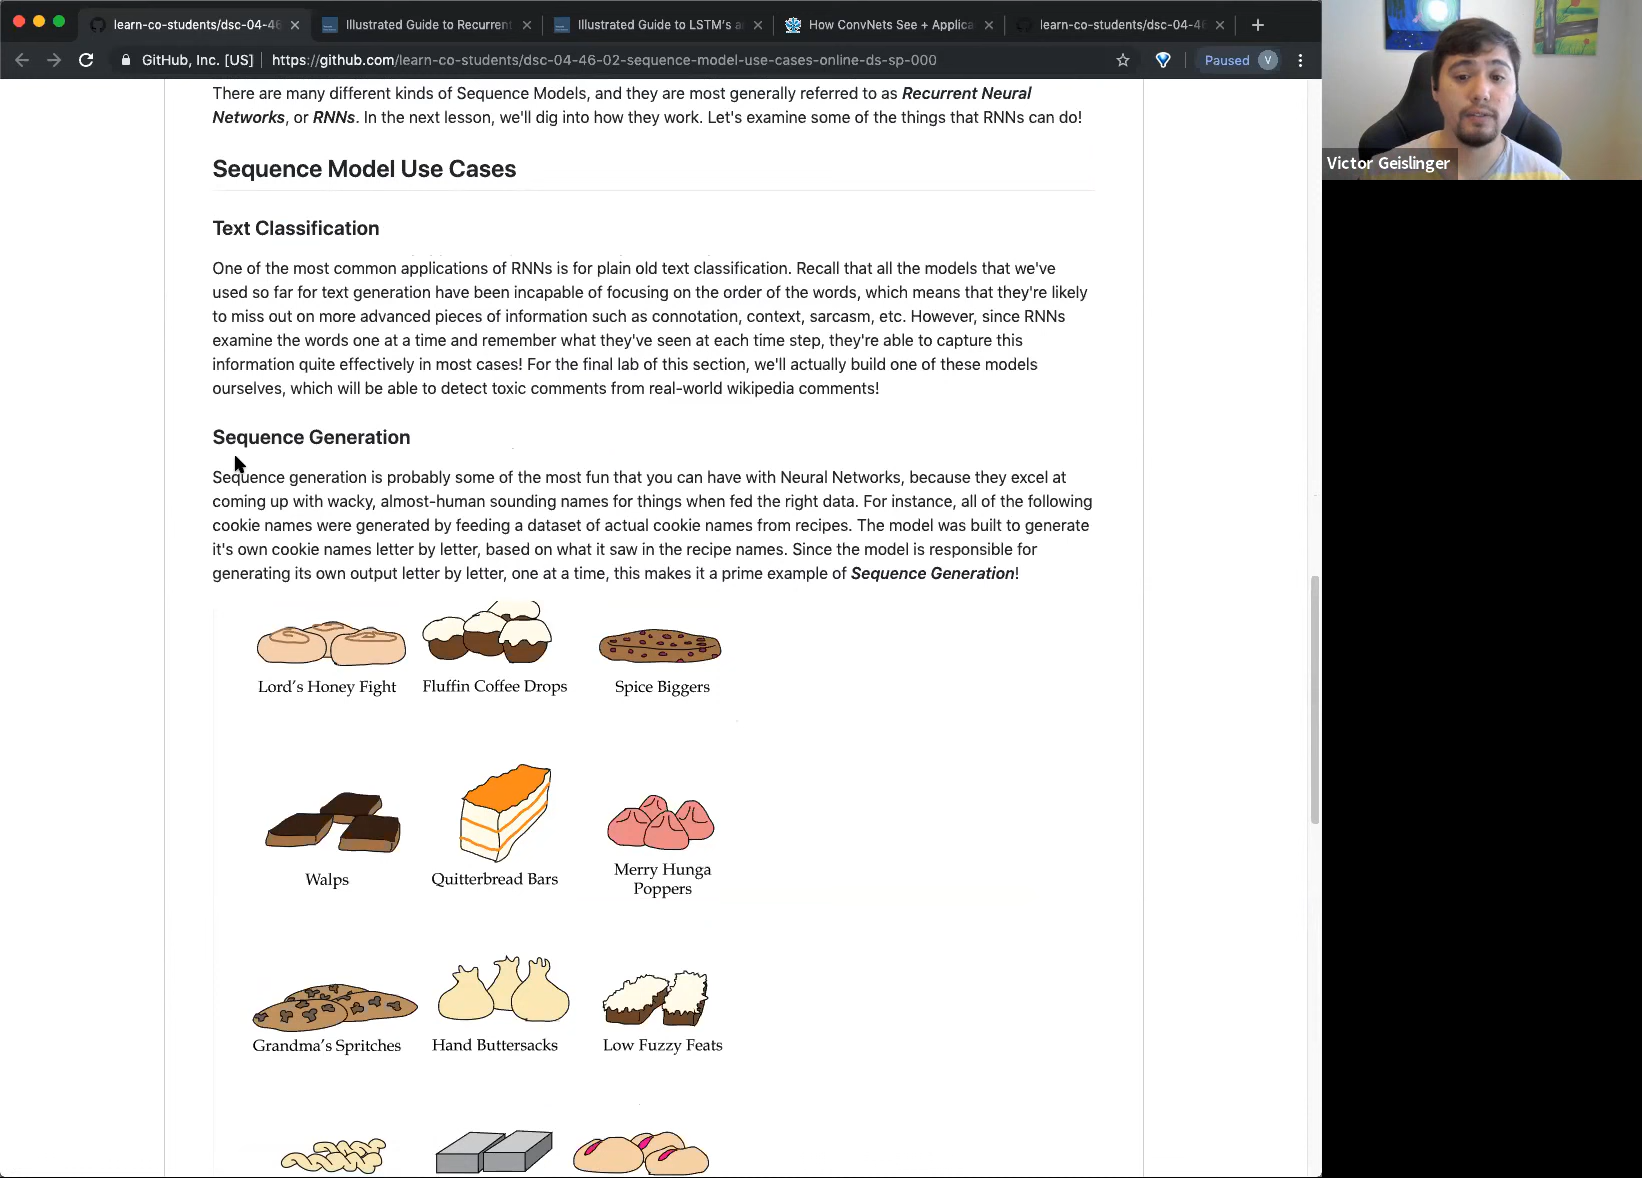 learn-co-students/dsc-04-46
Illustrated Guide to Recurrent
Illustrated Guide to LSTM's a
How ConvNets See + Applica
learn-co-students/dsc-04-46
GitHub, Inc. [US]
https://github.com/learn-co-students/dsc-04-46-02-sequence-model-use-cases-online-ds-sp-000
Paused
V
Victor Geislinger
There are many different kinds of Sequence Models, and they are most generally referred to as Recurrent Neural
Networks, or RNNs. In the next lesson, we'll dig into how they work. Let's examine some of the things that RNNs can do!
Sequence Model Use Cases
Text Classification
One of the most common applications of RNNs is for plain old text classification. Recall that all the models that we've
used so far for text generation have been incapable of focusing on the order of the words, which means that they're likely
to miss out on more advanced pieces of information such as connotation, context, sarcasm, etc. However, since RNNs
examine the words one at a time and remember what they've seen at each time step, they're able to capture this
information quite effectively in most cases! For the final lab of this section, we'll actually build one of these models
ourselves, which will be able to detect toxic comments from real-world wikipedia comments!
Sequence Generation
Sequence generation is probably some of the most fun that you can have with Neural Networks, because they excel at
coming up with wacky, almost-human sounding names for things when fed the right data. For instance, all of the following
cookie names were generated by feeding a dataset of actual cookie names from recipes. The model was built to generate
it's own cookie names letter by letter, based on what it saw in the recipe names. Since the model is responsible for
generating its own output letter by letter, one at a time, this makes it a prime example of Sequence Generation!
Lord's Honey Fight
Fluffin Coffee Drops
Spice Biggers
Walps
Quitterbread Bars
Merry Hunga
Poppers
Grandma's Spritches
Hand Buttersacks
Low Fuzzy Feats